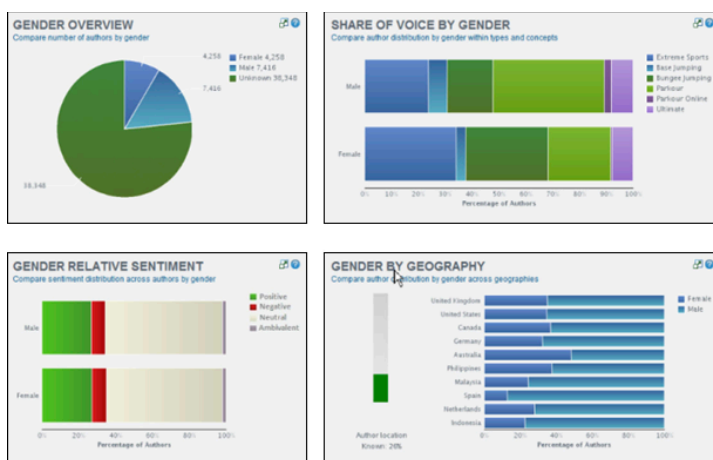 GENDER OVERVIEW
Compare number of authors by gender
4,258
7,416
38,348
Female 4,258
Male 7,416
Unknown 38,348
SHARE OF VOICE BY GENDER
Compare author distribution by gender within types and concepts
Male
Female
0% 10% 20% 30% 40% 50% 60% 70% 80% 90% 100%
Percentage of Authors
Extreme Sports
Base Jumping
Bungee Jumping
Parkour
Parkour Online
Ultimate
GENDER RELATIVE SENTIMENT
Compare sentiment distribution across authors by gender
Male
Female
0% 20% 40% 60% 80% 100%
Percentage of Authors
Positive
Negative
Neutral
Ambivalent
GENDER BY GEOGRAPHY
Compare author distribution by gender across geographies
Author location
Known: 26%
United Kingdom
United States
Canada
Germany
Australia
Philippines
Malaysia
Spain
Netherlands
Indonesia
0% 20% 40% 60% 80% 100%
Percentage of Authors
Female
Male